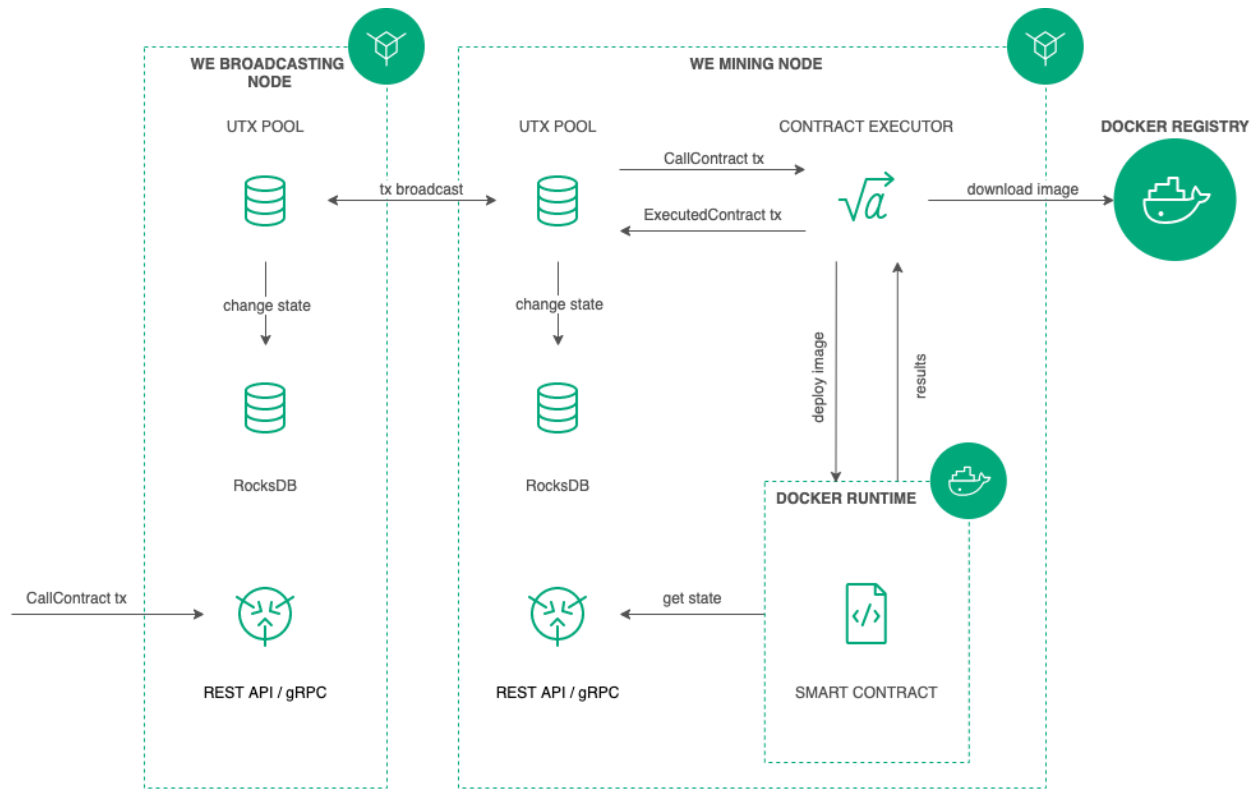 WE BROADCASTING
NODE
WE MINING NODE
UTX POOL
UTX POOL
CONTRACT EXECUTOR
DOCKER REGISTRY
CallContract tx
tx broadcast
download image
ExecutedContract tx
change state
change state
deploy image
results
RocksDB
RocksDB
DOCKER RUNTIME
CallContract tx
get state
REST API / gRPC
REST API / gRPC
SMART CONTRACT